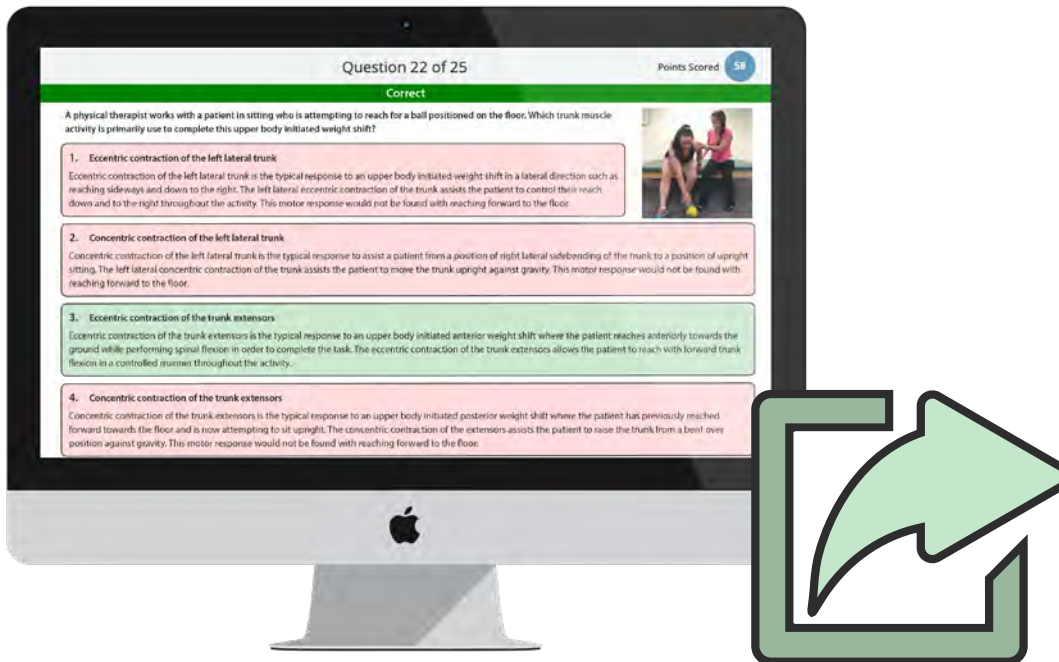 Question 22 of 25
Points Scored
58
Correct
A physical therapist works with a patient in sitting who is attempting to reach for a ball positioned on the floor. Which trunk muscle
activity is primarily use to complete this upper body initiated weight shift?
1. Eccentric contraction of the left lateral trunk
Eccentric contraction of the left lateral trunk is the typical response to an upper body initiated weight shift in a lateral direction such as
reaching sideways and down to the right. The left lateral eccentric contraction of the trunk assists the patient to control their reach
down and to the right throughout the activity. This motor response would not be found with reaching forward to the floor.
2. Concentric contraction of the left lateral trunk
Concentric contraction of the left lateral trunk is the typical response to assist a patient from a position of right lateral sidebending of the trunk to a position of upright
sitting. The left lateral concentric contraction of the trunk assists the patient to move the trunk upright against gravity. This motor response would not be found with
reaching forward to the floor.
3. Eccentric contraction of the trunk extensors
Eccentric contraction of the trunk extensors is the typical response to an upper body initiated anterior weight shift where the patient reaches anteriorly towards the
ground while performing spinal flexion in order to complete the task. The eccentric contraction of the trunk extensors allows the patient to reach with forward trunk
flexion in a controlled manner throughout the activity.
4. Concentric contraction of the trunk extensors
Concentric contraction of the trunk extensors is the typical response to an upper body initiated posterior weight shift where the patient has previously reached
forward towards the floor and is now attempting to sit upright. The concentric contraction of the extensors assists the patient to raise the trunk from a bent over
position against gravity. This motor response would not be found with reaching forward to the floor.